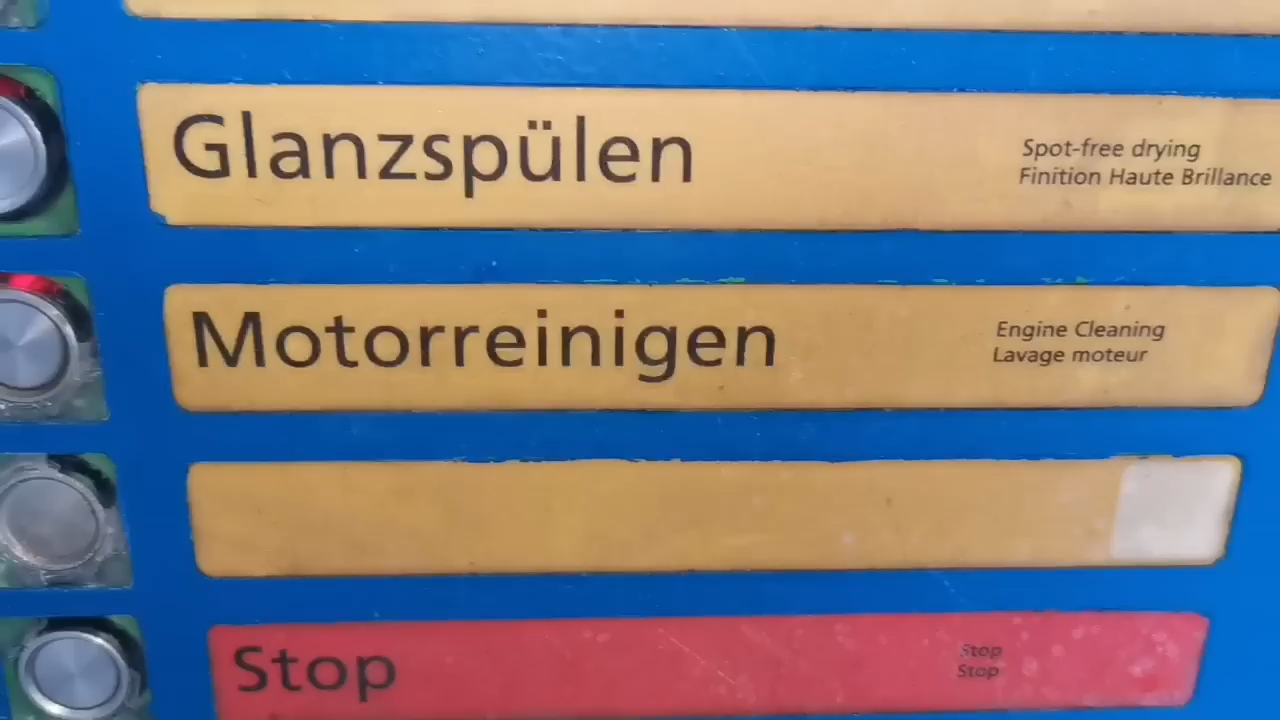 Glanzspülen
Spot-free drying
Finition Haute Brillance
Motorreinigen
Engine Cleaning
Lavage moteur
Stop
Stop
Stop